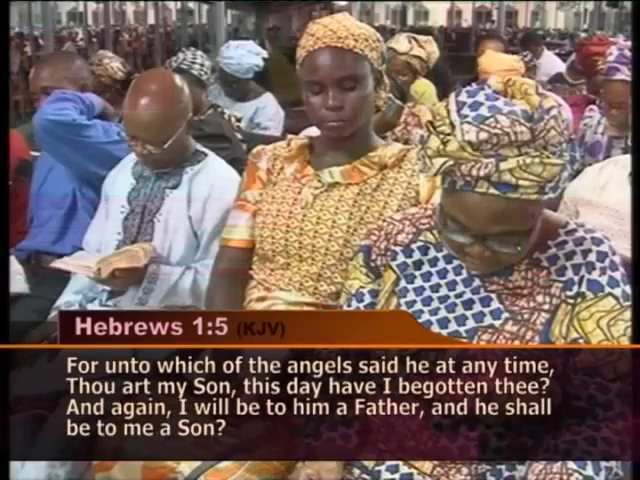 Hebrews 1:5 (KJV)
For unto which of the angels said he at any time,
Thou art my Son, this day have I begotten thee?
And again, I will be to him a Father, and he shall
be to me a Son?